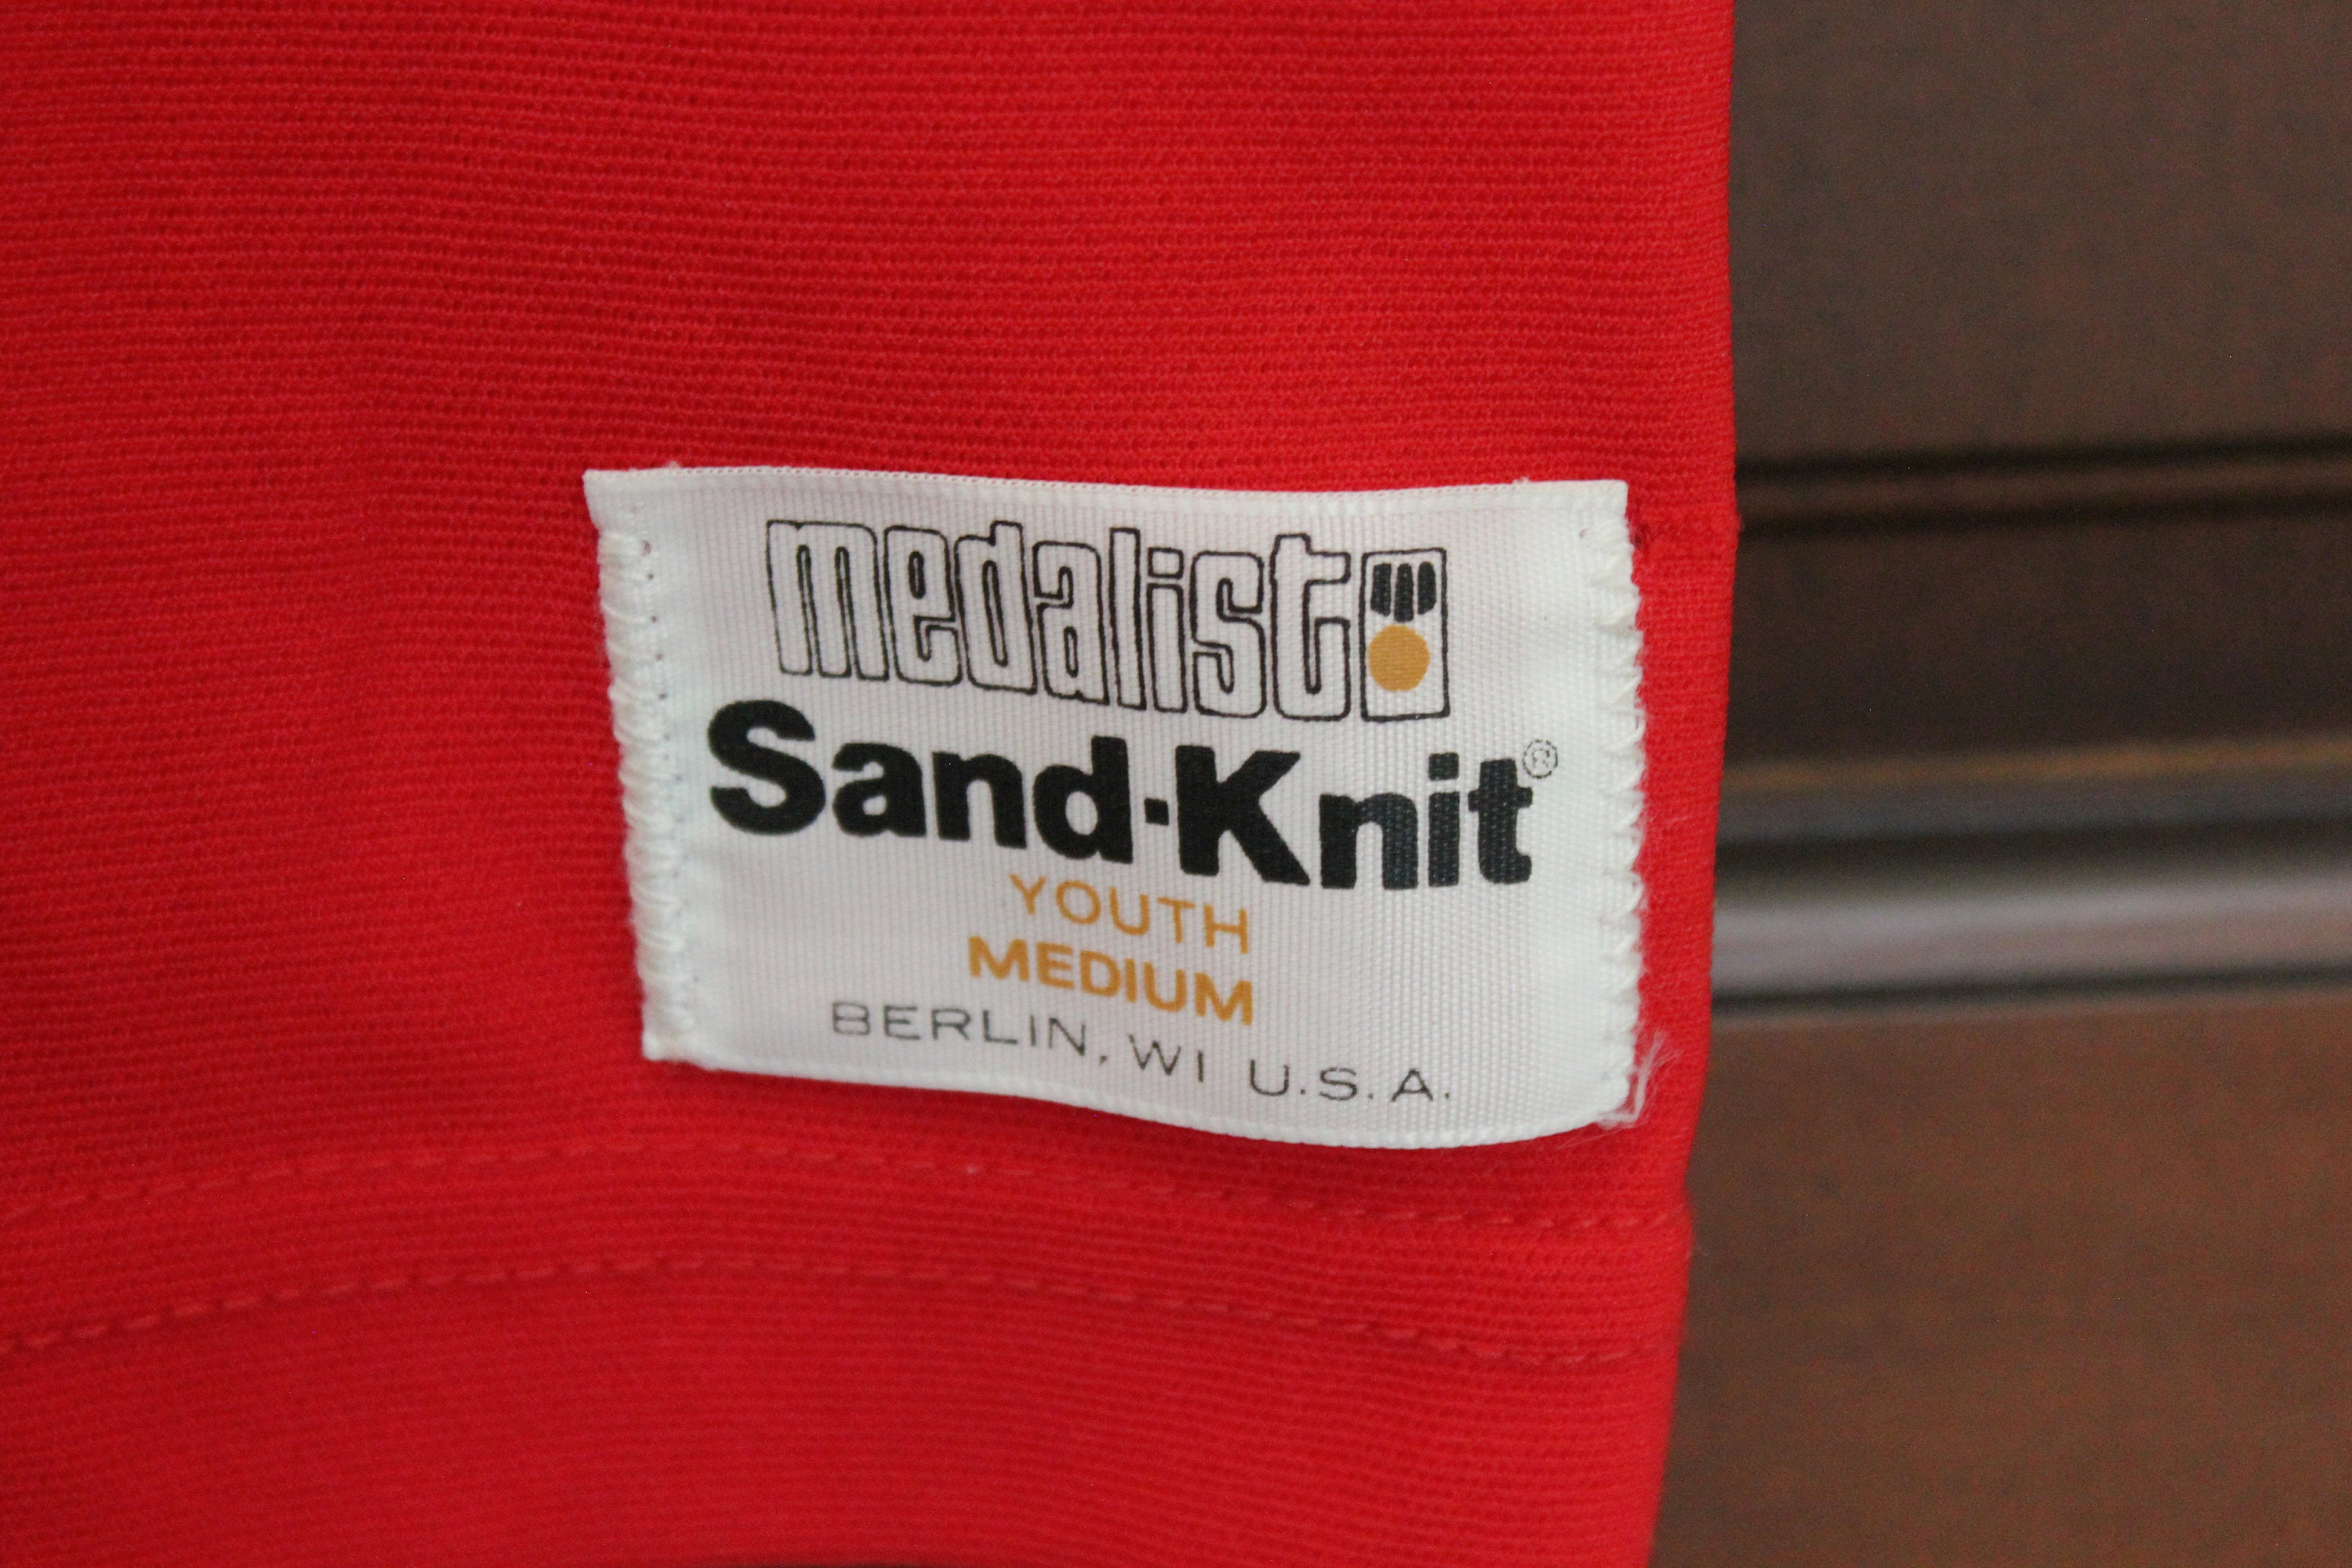 medalist
Sand·Knit®
YOUTH
MEDIUM
BERLIN, WI U.S.A.